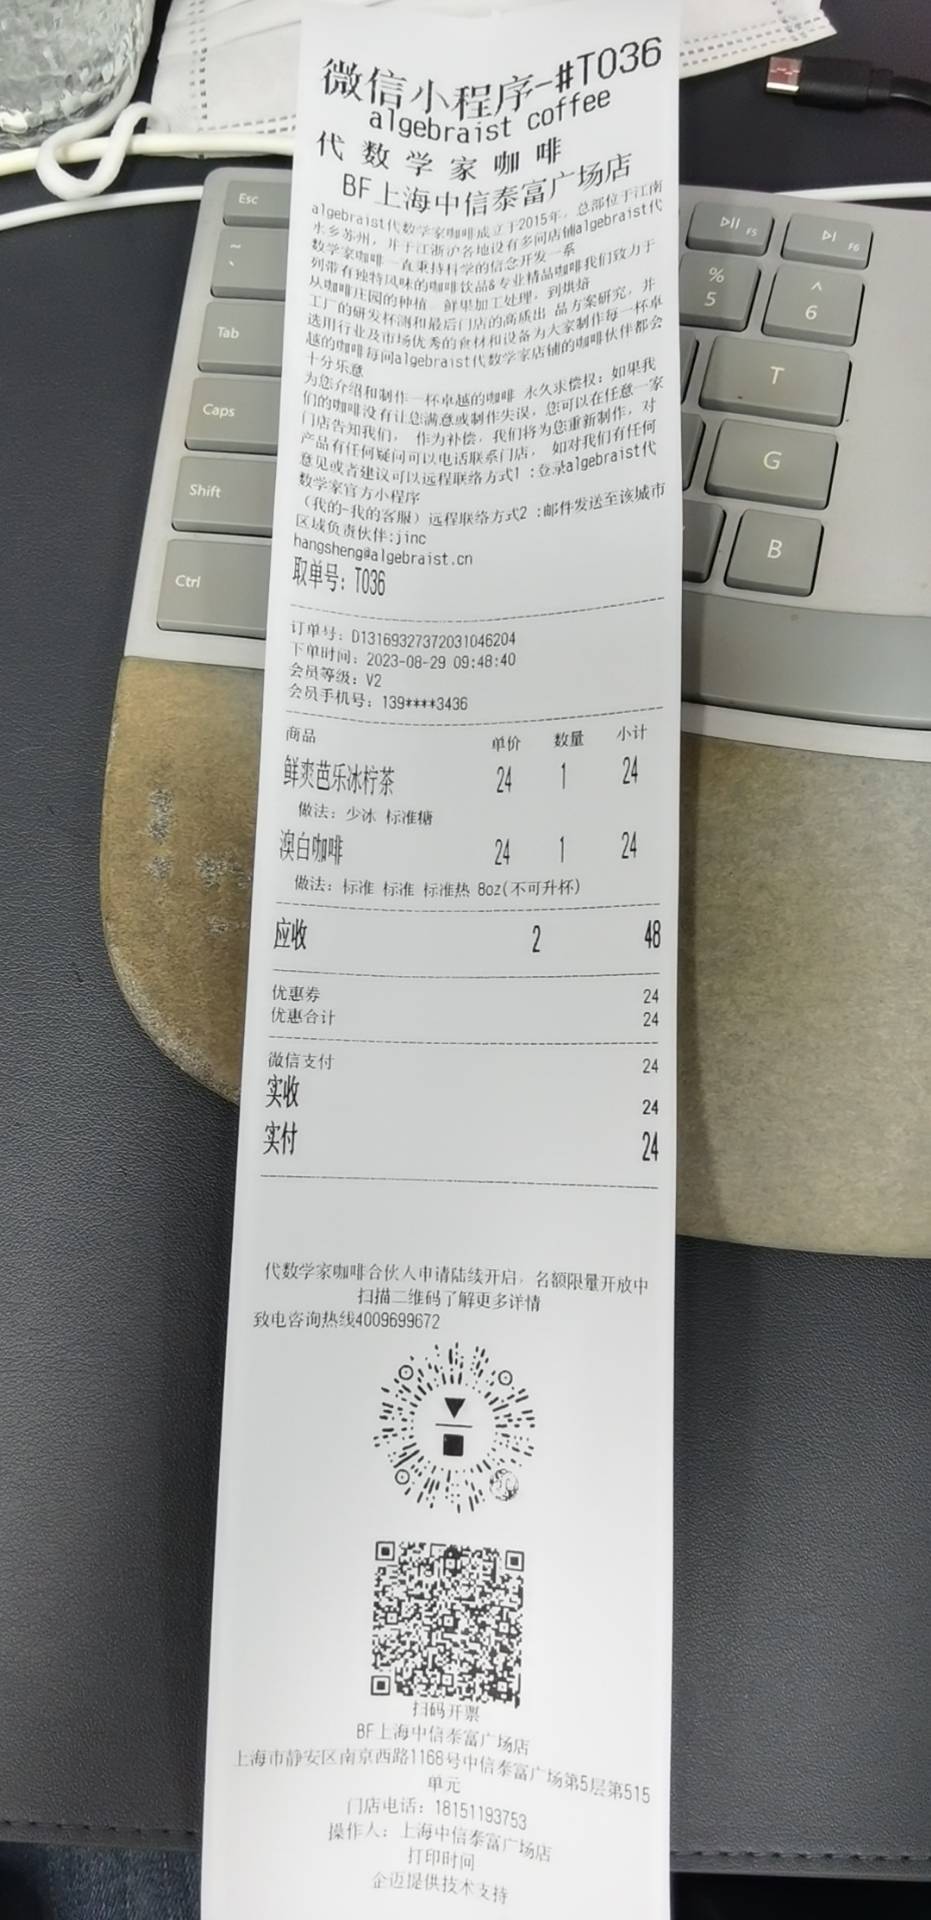 微信小程序-#T036
algebraist coffee
代数学家咖啡
BF上海中信泰富广场店
algebraist代数学家咖啡成立于2015年，总部位于江南
水乡苏州，并于江浙沪各地设有多间店铺algebraist代
数学家咖啡一直秉持科学的信念开发一系
列带有独特风味的咖啡饮品&专业精品咖啡我们致力于
从咖啡庄园的种植 鲜果加工处理，到烘焙
工厂的研发杯测和最后门店的高质出 品方案研究，并
选用行业及市场优秀的食材和设备为大家制作每一杯卓
越的咖啡每间algebraist代数学家店铺的咖啡伙伴都会
十分乐意
为您介绍和制作一杯卓越的咖啡 永久求偿权：如果我
们的咖啡没有让您满意或制作失误，您可以在任意一家
门店告知我们， 作为补偿，我们将为您重新制作，对
产品有任何疑问可以电话联系门店， 如对我们有任何
意见或者建议可以远程联络方式1 :登录algebraist代
数学家官方小程序
（我的-我的客服）远程联络方式2 :邮件发送至该城市
区域负责伙伴:jinc
hangsheng@algebraist.cn
取单号：T036
订单号：D13169327372031046204
下单时间：2023-08-29 09:48:40
会员等级：V2
会员手机号：139****3436
商品 单价 数量 小计
鲜爽芭乐冰柠茶 24 1 24
做法：少冰 标准糖
澳白咖啡 24 1 24
做法：标准 标准 标准热 8oz(不可升杯)
应收 2 48
优惠券 24
优惠合计 24
微信支付 24
实收 24
实付 24
代数学家咖啡合伙人申请陆续开启，名额限量开放中
扫描二维码了解更多详情
致电咨询热线4009699672
扫码开票
BF上海中信泰富广场店
上海市静安区南京西路1168号中信泰富广场第5层第515
单元
门店电话：18151193753
操作人：上海中信泰富广场店
打印时间
企迈提供技术支持
Esc
~
`
Tab
Caps
Shift
Ctrl
F5
F6
%
5
^
6
T
G
B